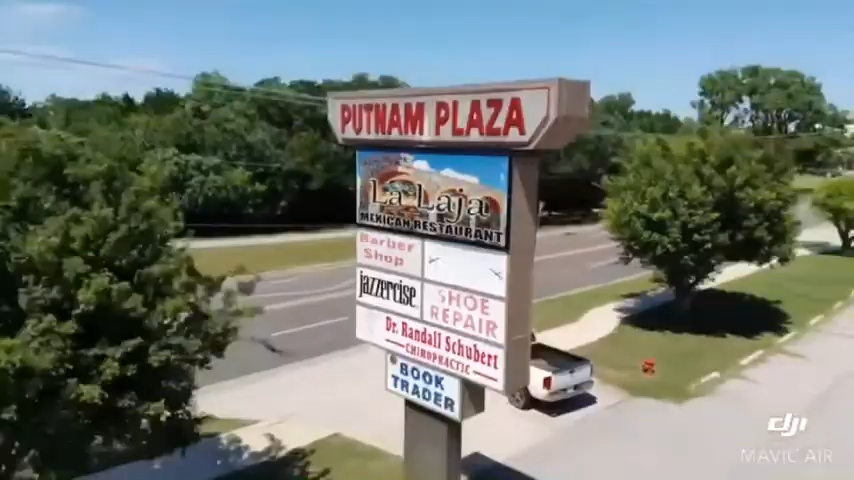 PUTNAM PLAZA
La Laja
MEXICAN RESTAURANT
Barber
Shop
jazzercise
SHOE
REPAIR
Dr. Randall Schubert
CHIROPRACTIC
BOOK
TRADER
dji
MAVIC AIR